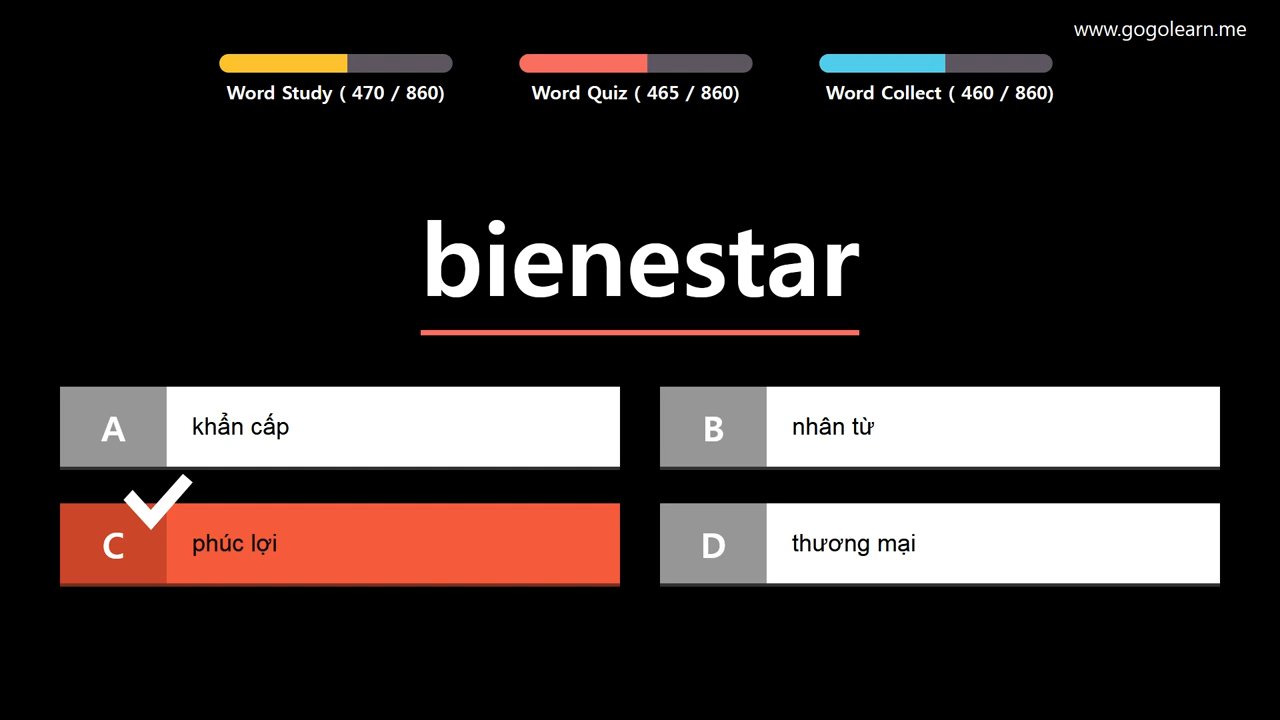 www.gogolearn.me
Word Study ( 470 / 860)
Word Quiz ( 465 / 860)
Word Collect ( 460 / 860)
bienestar
A khẩn cấp
B nhân từ
C phúc lợi
D thương mại